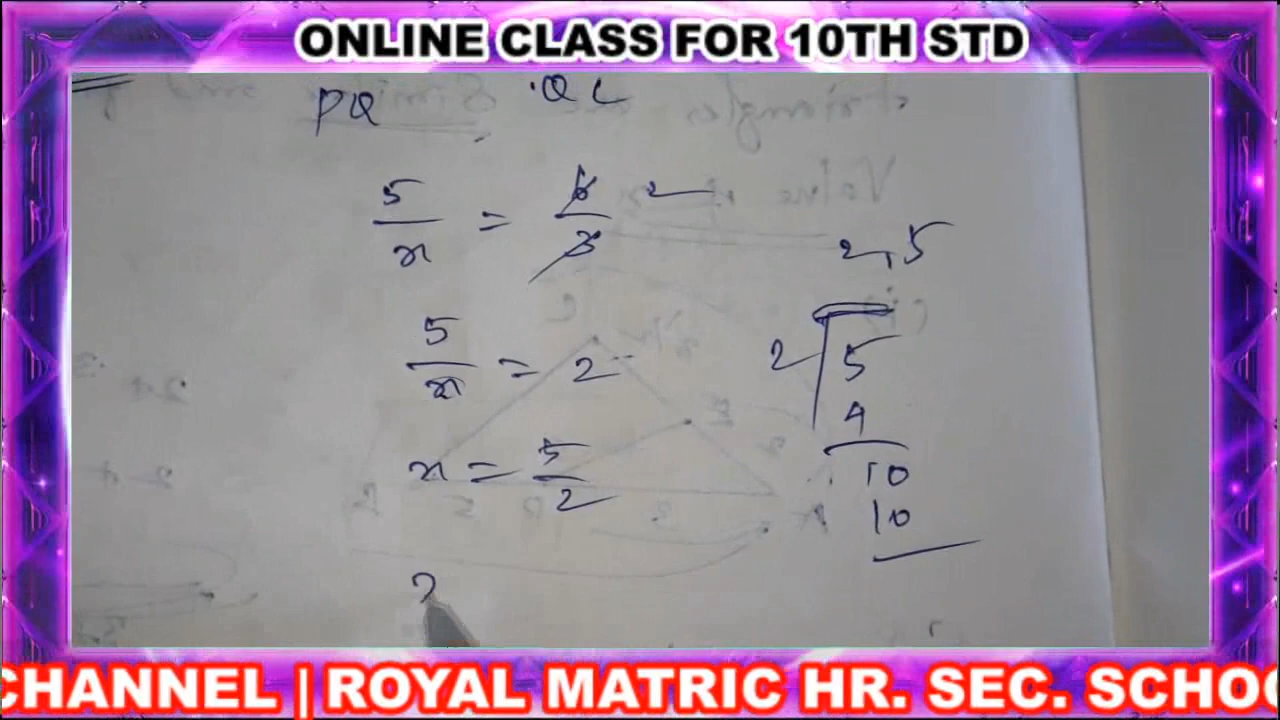 ONLINE CLASS FOR 10TH STD
PQ QC
5/x = 6/3 2
5/x = 2
x = 5/2
2.5
2 5
4
10
10
CHANNEL | ROYAL MATRIC HR. SEC. SCHOO